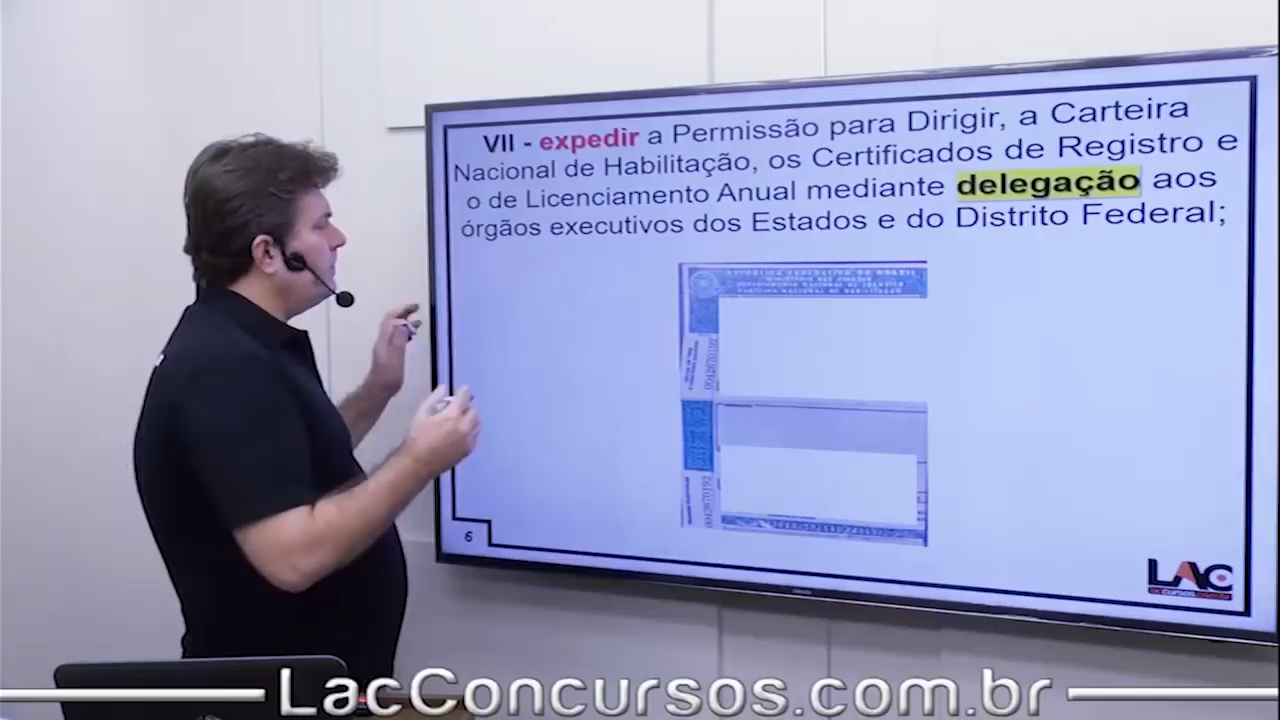 VII - expedir a Permissão para Dirigir, a Carteira
Nacional de Habilitação, os Certificados de Registro e
o de Licenciamento Anual mediante delegação aos
órgãos executivos dos Estados e do Distrito Federal;
6
LAC
LacConcursos.com.br